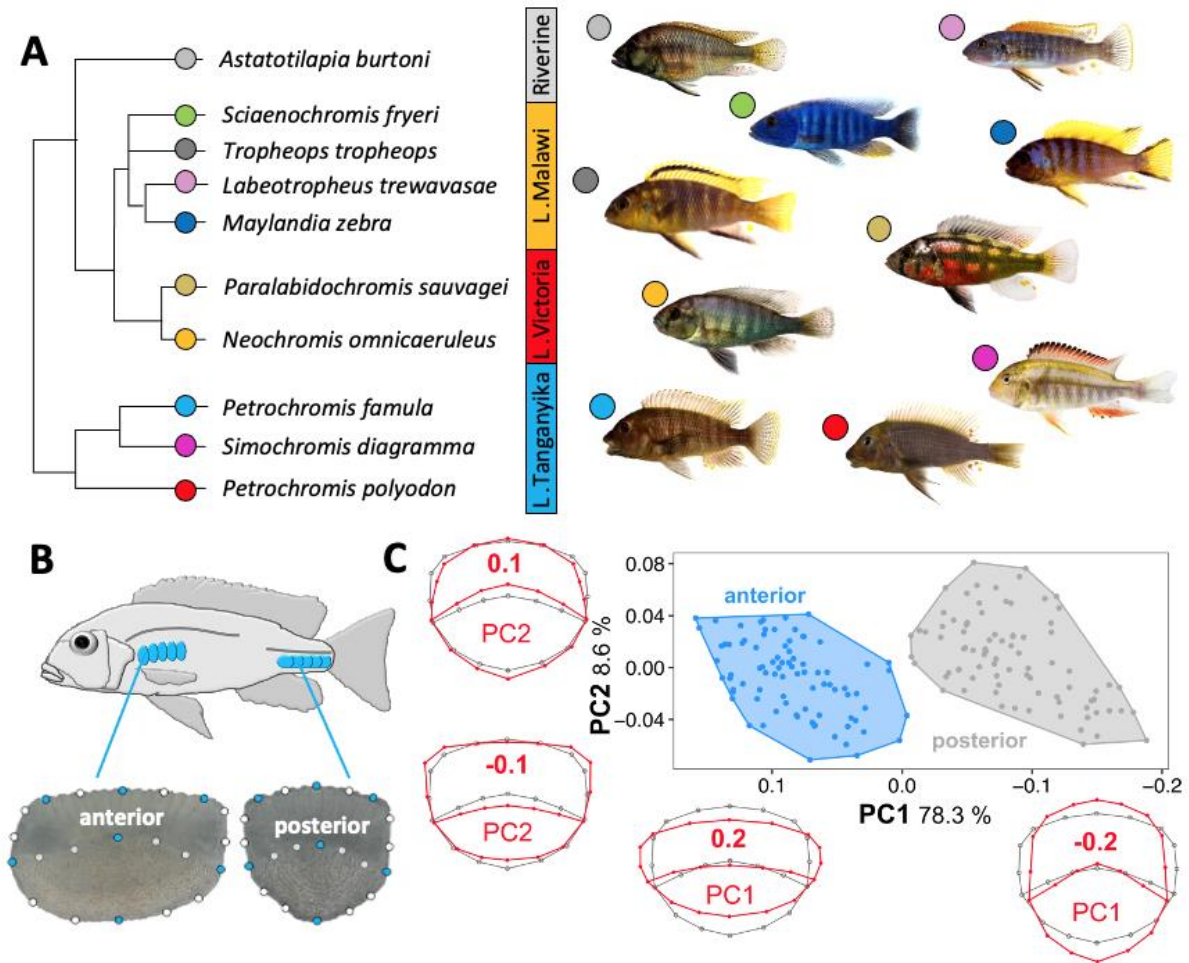 A
Astatotilapia burtoni
Sciaenochromis fryeri
Tropheops tropheops
Labeotropheus trewavasae
Maylandia zebra
Paralabidochromis sauvagei
Neochromis omnicaeruleus
Petrochromis famula
Simochromis diagramma
Petrochromis polyodon
Riverine
L.Malawi
L.Victoria
L.Tanganyika
B
anterior
posterior
C
0.1
PC2
-0.1
PC2
0.08
0.04
0.00
−0.04
PC2 8.6 %
anterior
posterior
0.1
0.0
−0.1
−0.2
PC1 78.3 %
0.2
PC1
-0.2
PC1